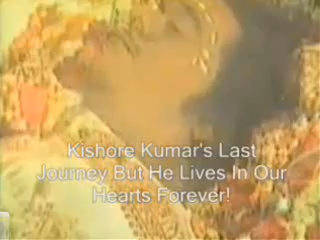 Kishore Kumar's Last
Journey But He Lives In Our
Hearts Forever!